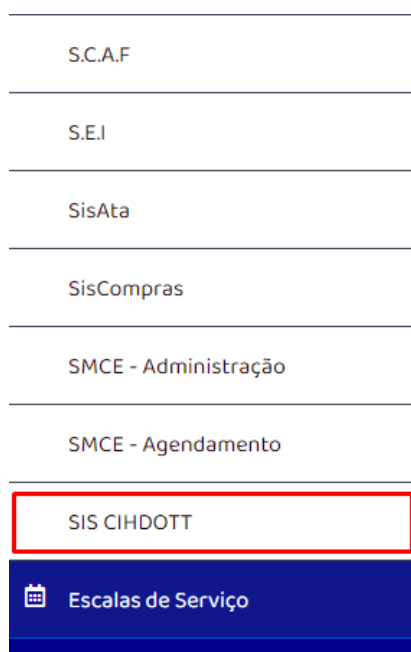 S.C.A.F
S.E.I
SisAta
SisCompras
SMCE - Administração
SMCE - Agendamento
SIS CIHDOTT
Escalas de Serviço